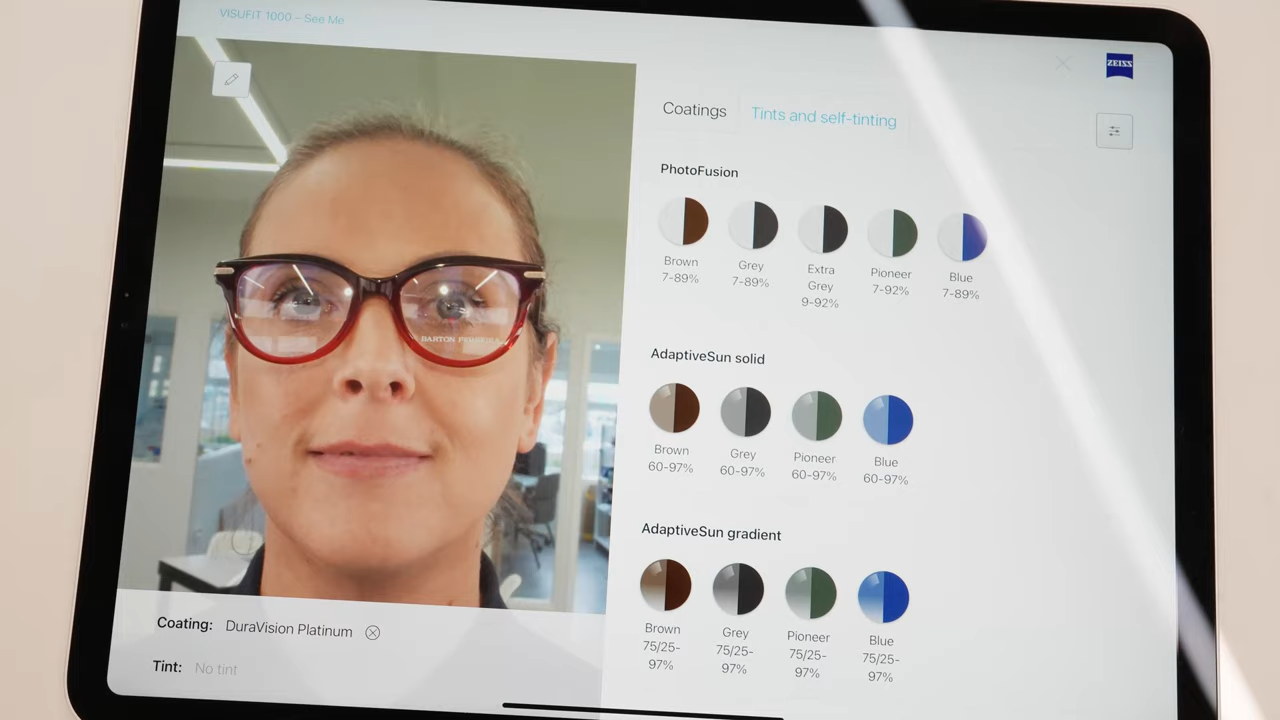 VISUFIT 1000 – See Me
ZEISS
Coatings
Tints and self-tinting
PhotoFusion
Brown
7-89%
Grey
7-89%
Extra
Grey
9-92%
Pioneer
7-92%
Blue
7-89%
BARTON PERREIRA
AdaptiveSun solid
Brown
60-97%
Grey
60-97%
Pioneer
60-97%
Blue
60-97%
AdaptiveSun gradient
Brown
75/25-
97%
Grey
75/25-
97%
Pioneer
75/25-
97%
Blue
75/25-
97%
Coating: DuraVision Platinum
Tint: No tint